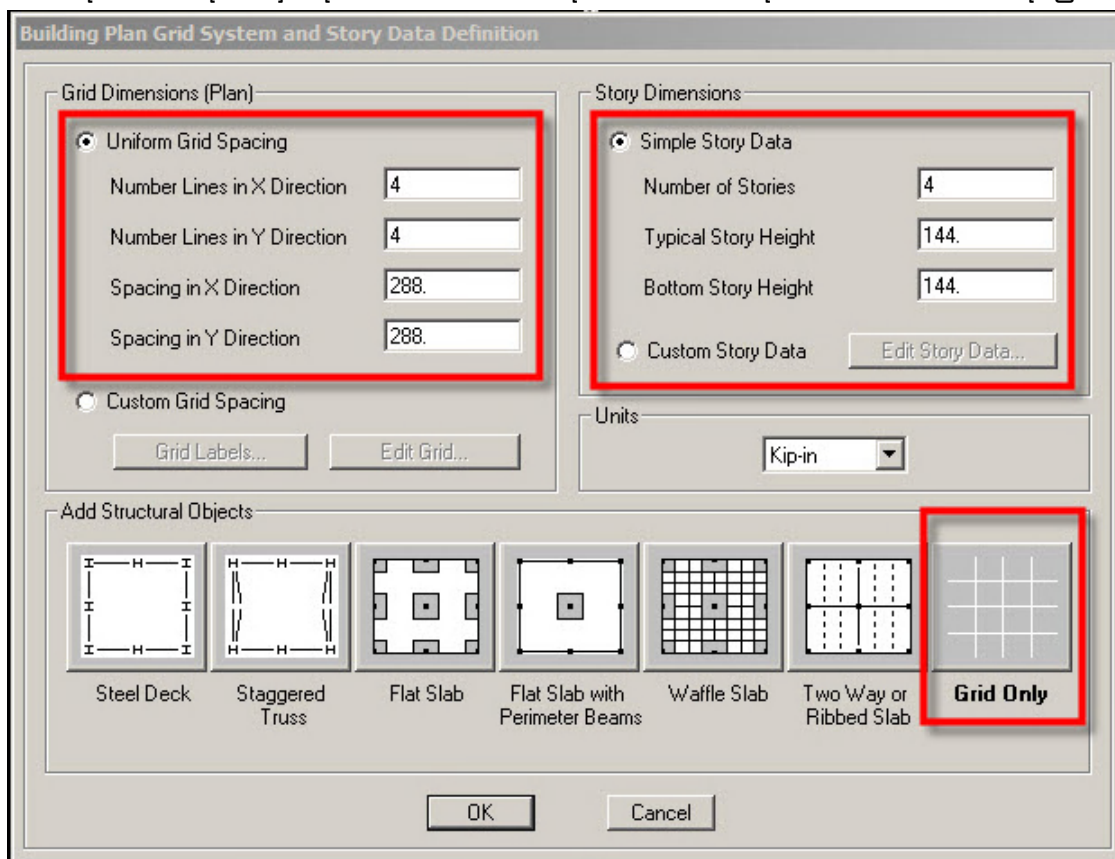 Building Plan Grid System and Story Data Definition
Grid Dimensions (Plan)
Uniform Grid Spacing
Number Lines in X Direction 4
Number Lines in Y Direction 4
Spacing in X Direction 288.
Spacing in Y Direction 288.
Custom Grid Spacing
Grid Labels... Edit Grid...
Story Dimensions
Simple Story Data
Number of Stories 4
Typical Story Height 144.
Bottom Story Height 144.
Custom Story Data Edit Story Data...
Units
Kip-in
Add Structural Objects
Steel Deck
Staggered
Truss
Flat Slab
Flat Slab with
Perimeter Beams
Waffle Slab
Two Way or
Ribbed Slab
Grid Only
OK Cancel